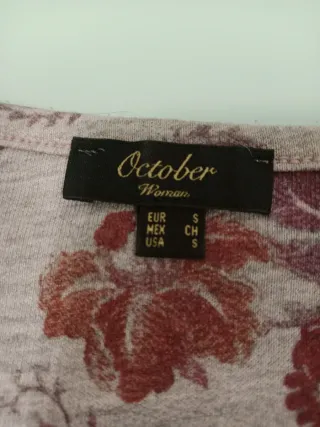 October
Woman
EUR S
MEX CH
USA S